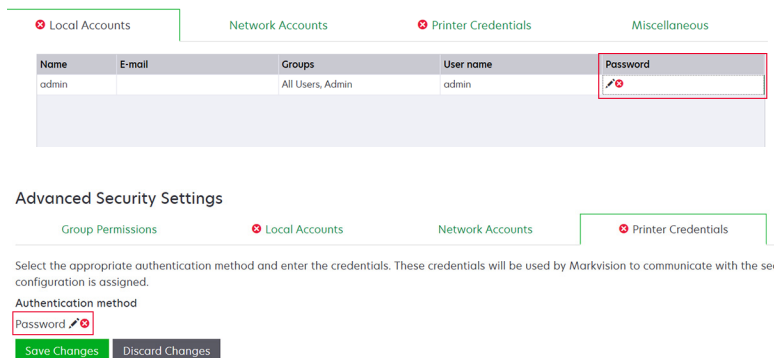 Local Accounts Network Accounts Printer Credentials Miscellaneous
Name E-mail Groups User name Password
admin All Users, Admin admin
Advanced Security Settings
Group Permissions Local Accounts Network Accounts Printer Credentials
Select the appropriate authentication method and enter the credentials. These credentials will be used by Markvision to communicate with the
configuration is assigned.
Authentication method
Password
Save Changes Discard Changes